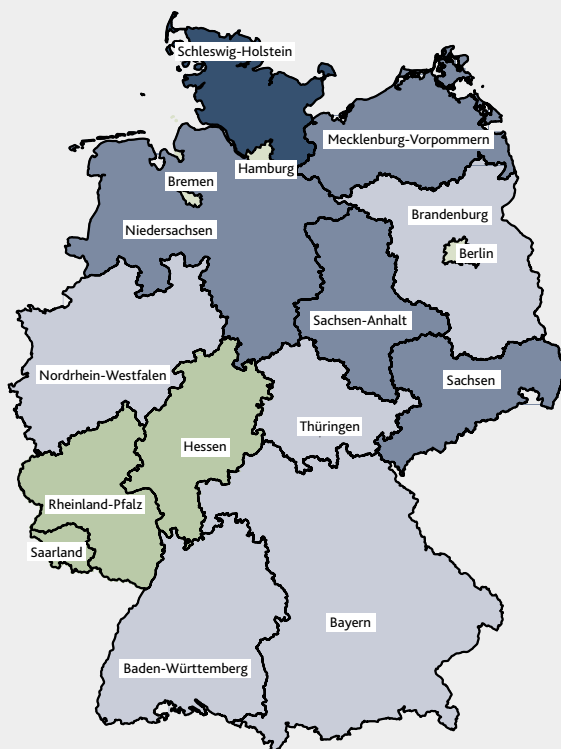 Schleswig-Holstein
Mecklenburg-Vorpommern
Hamburg
Bremen
Brandenburg
Niedersachsen
Berlin
Sachsen-Anhalt
Nordrhein-Westfalen
Sachsen
Thüringen
Hessen
Rheinland-Pfalz
Saarland
Bayern
Baden-Württemberg